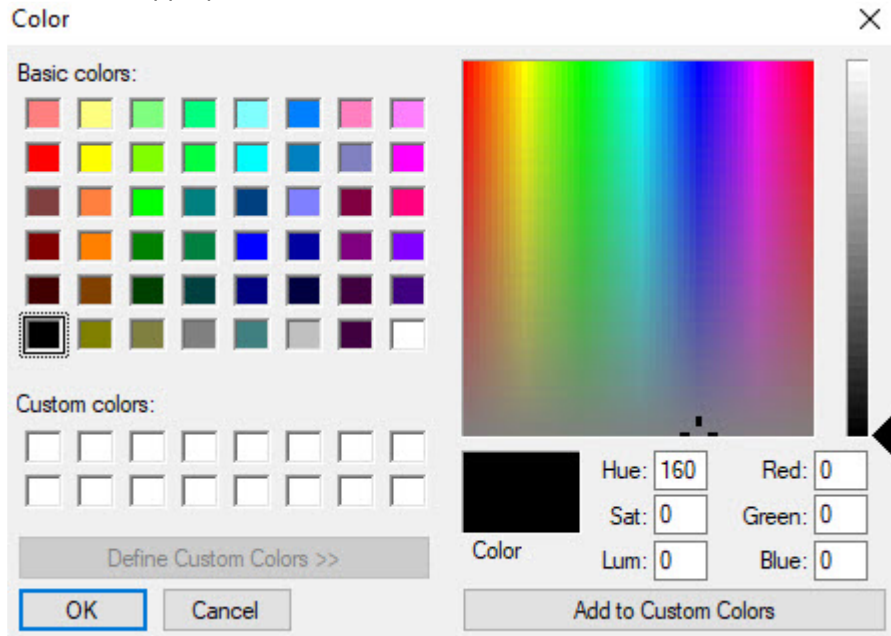 Color
Basic colors:
Custom colors:
Define Custom Colors >>
OK
Cancel
Color
Hue: 160
Sat: 0
Lum: 0
Red: 0
Green: 0
Blue: 0
Add to Custom Colors